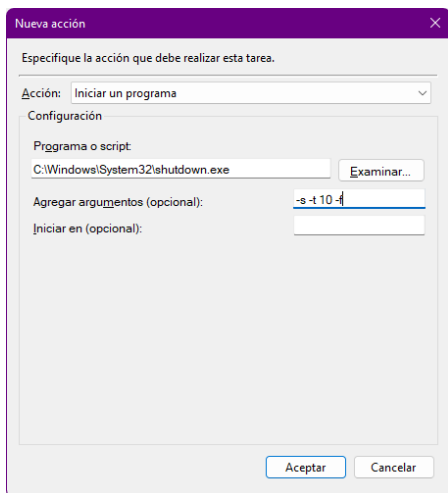 Nueva acción
Especifique la acción que debe realizar esta tarea.
Acción: Iniciar un programa
Configuración
Programa o script:
C:\Windows\System32\shutdown.exe Examinar...
Agregar argumentos (opcional): -s -t 10 -f
Iniciar en (opcional):
Aceptar Cancelar